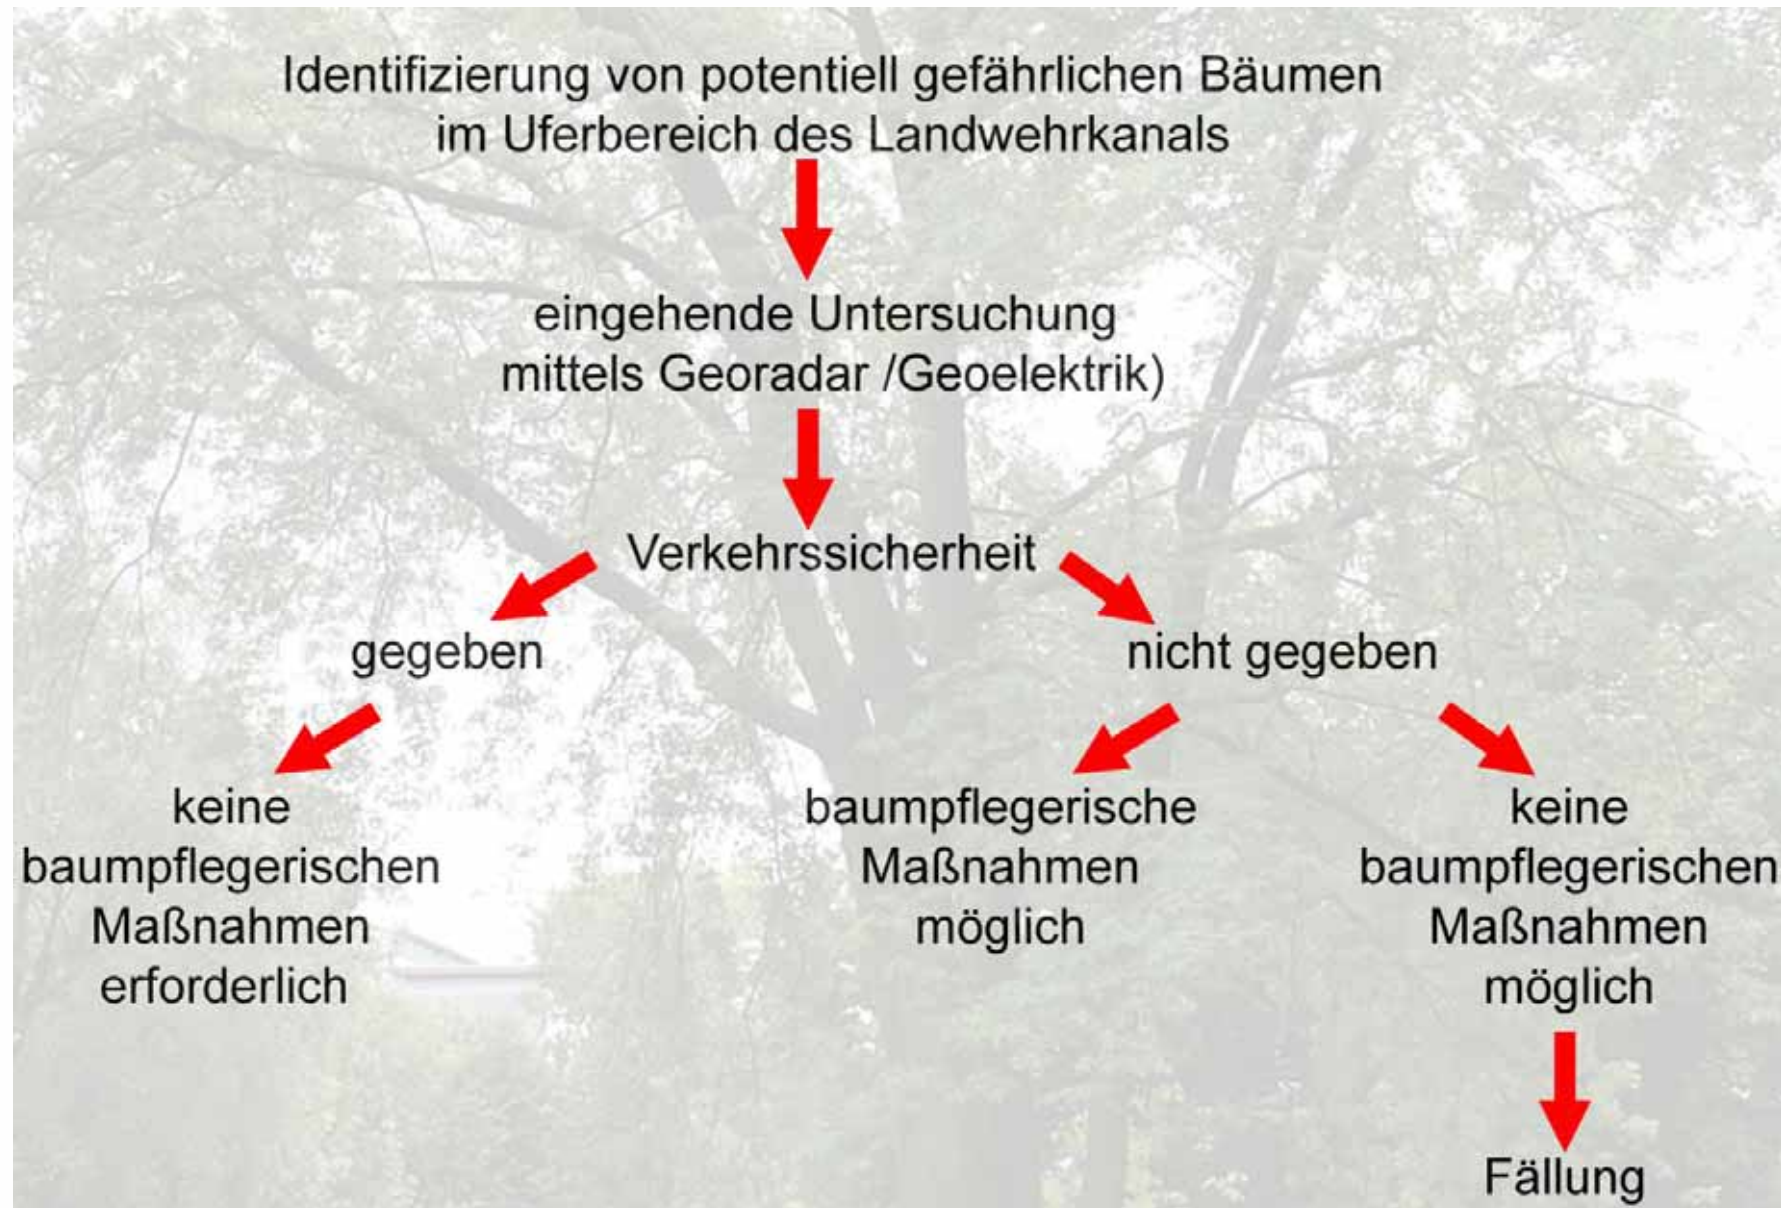 Identifizierung von potentiell gefährlichen Bäumen
im Uferbereich des Landwehrkanals
eingehende Untersuchung
mittels Georadar /Geoelektrik)
Verkehrssicherheit
gegeben
nicht gegeben
keine
baumpflegerischen
Maßnahmen
erforderlich
baumpflegerische
Maßnahmen
möglich
keine
baumpflegerischen
Maßnahmen
möglich
Fällung